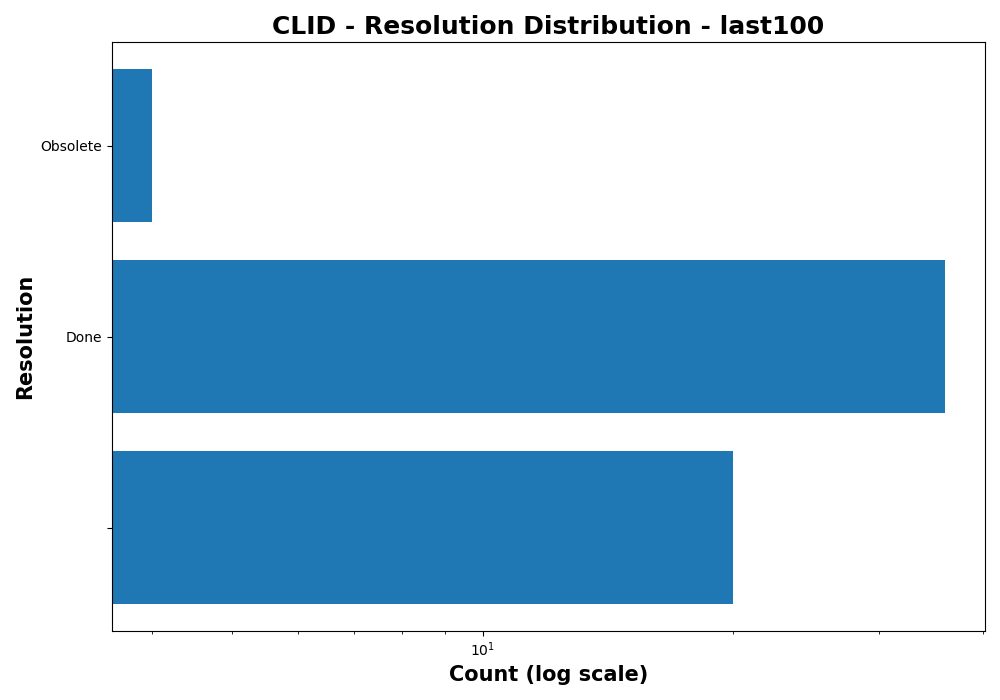 CLID - Resolution Distribution - last100
Obsolete
Done
Resolution
10¹
Count (log scale)